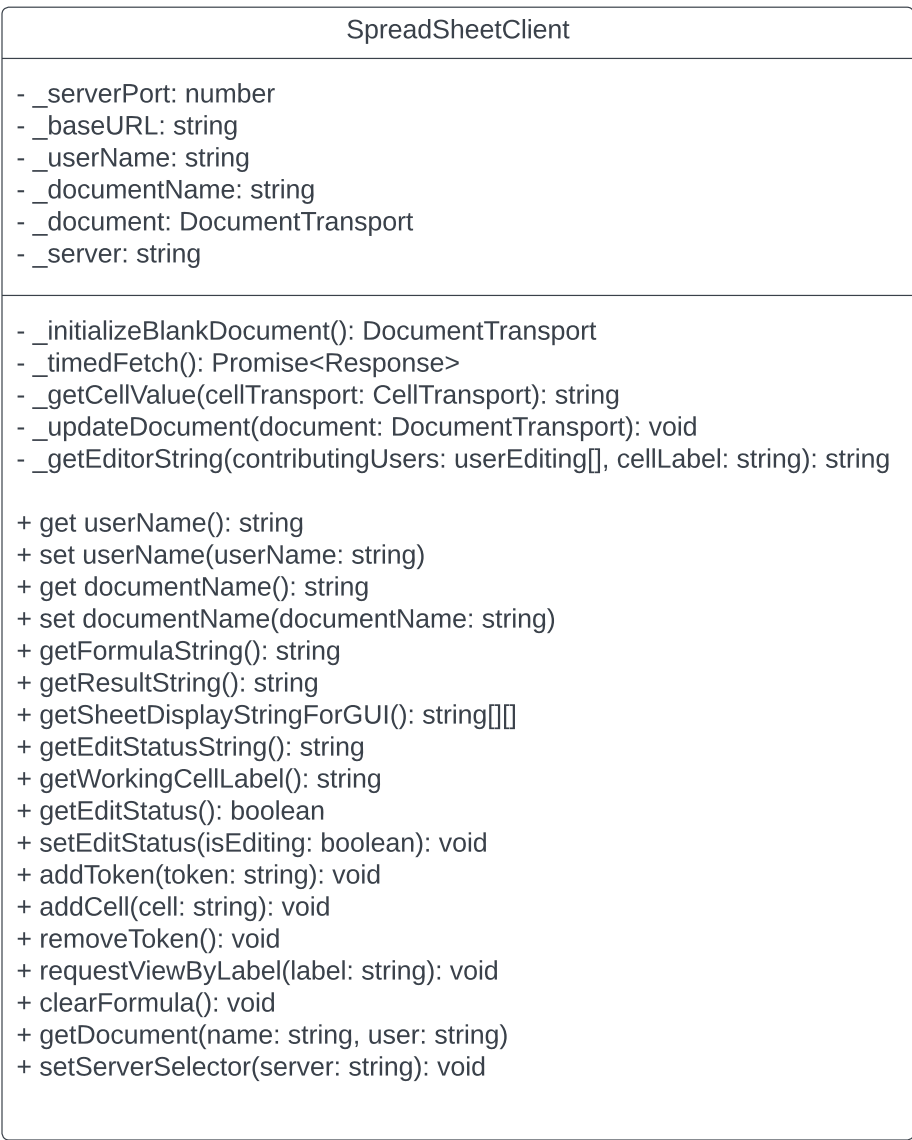 SpreadSheetClient
- _serverPort: number
- _baseURL: string
- _userName: string
- _documentName: string
- _document: DocumentTransport
- _server: string
- _initializeBlankDocument(): DocumentTransport
- _timedFetch(): Promise<Response>
- _getCellValue(cellTransport: CellTransport): string
- _updateDocument(document: DocumentTransport): void
- _getEditorString(contributingUsers: userEditing[], cellLabel: string): string
+ get userName(): string
+ set userName(userName: string)
+ get documentName(): string
+ set documentName(documentName: string)
+ getFormulaString(): string
+ getResultString(): string
+ getSheetDisplayStringForGUI(): string[][]
+ getEditStatusString(): string
+ getWorkingCellLabel(): string
+ getEditStatus(): boolean
+ setEditStatus(isEditing: boolean): void
+ addToken(token: string): void
+ addCell(cell: string): void
+ removeToken(): void
+ requestViewByLabel(label: string): void
+ clearFormula(): void
+ getDocument(name: string, user: string)
+ setServerSelector(server: string): void